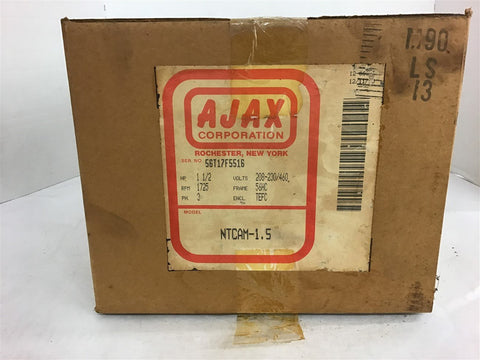 AJAX
CORPORATION
ROCHESTER, NEW YORK
SER NO. 56T17F5516
HP 1 1/2 VOLTS 208-230/460
RPM 1725 FRAME 56HC
PH 3 ENCL TEFC
MODEL
NTCAM-1.5
LS
13